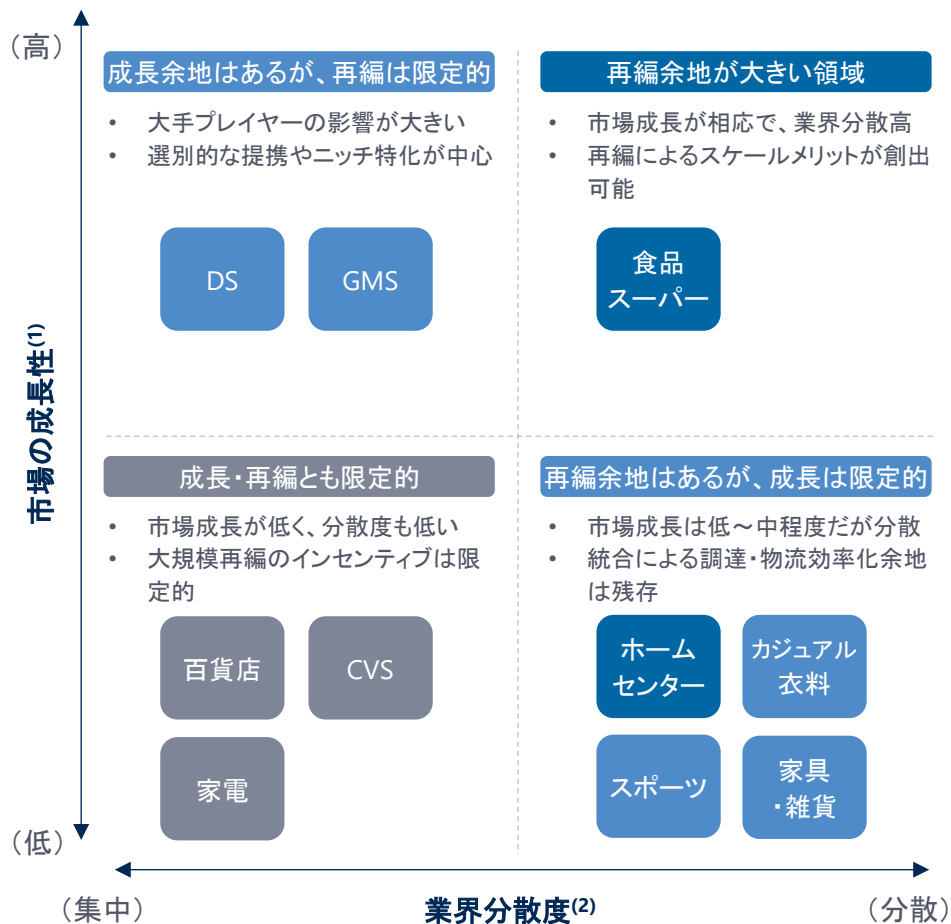 （高）
成長余地はあるが、再編は限定的
• 大手プレイヤーの影響が大きい
• 選別的な提携やニッチ特化が中心
DS
GMS
再編余地が大きい領域
• 市場成長が相応で、業界分散高
• 再編によるスケールメリットが創出
可能
食品
スーパー
市場の成長性(1)
成長・再編とも限定的
• 市場成長が低く、分散度も低い
• 大規模再編のインセンティブは限
定的
百貨店
CVS
家電
再編余地はあるが、成長は限定的
• 市場成長は低～中程度だが分散
• 統合による調達・物流効率化余地
は残存
ホーム
センター
カジュアル
衣料
スポーツ
家具
・雑貨
（低）
（集中）
業界分散度(2)
（分散）